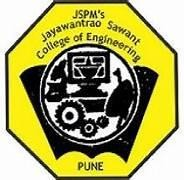 JSPM's
Jayawantrao Sawant
College of Engineering
PUNE